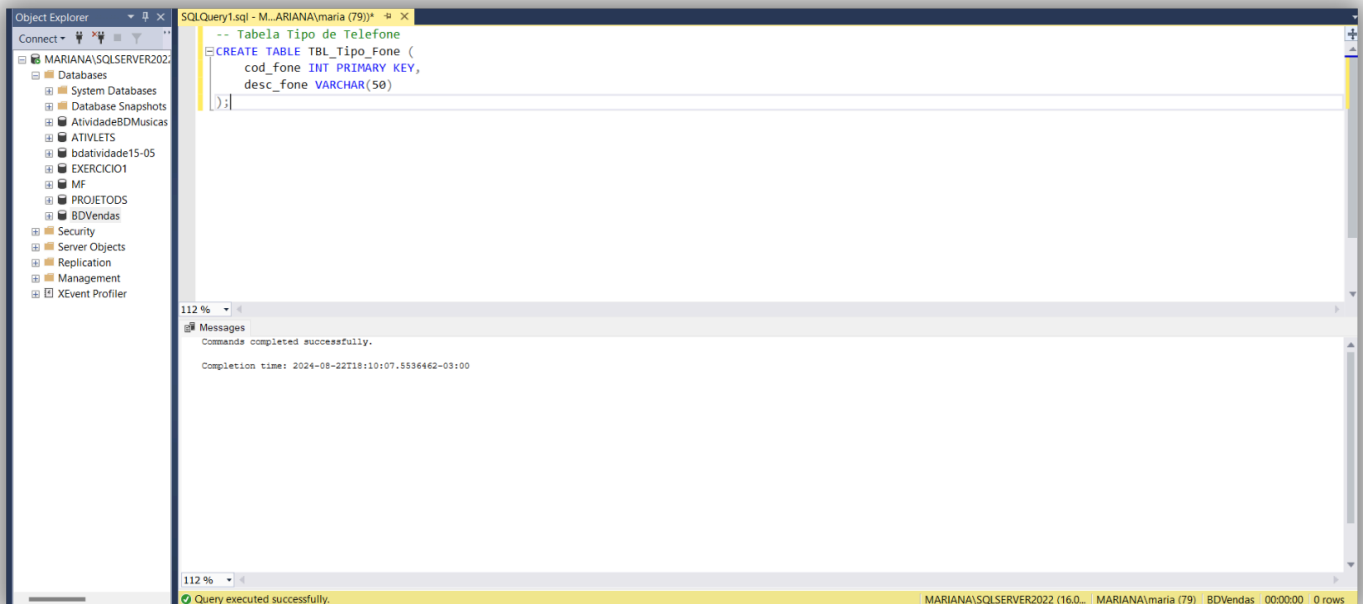 Object Explorer
SQLQuery1.sql - M...ARIANA\maria (79))*
Connect
MARIANA\SQLSERVER2022
Databases
System Databases
Database Snapshots
AtividadeBDMusicas
ATIVLETS
bdatividade15-05
EXERCICIO1
MF
PROJETODS
BDVendas
Security
Server Objects
Replication
Management
XEvent Profiler
-- Tabela Tipo de Telefone
CREATE TABLE TBL_Tipo_Fone (
cod_fone INT PRIMARY KEY,
desc_fone VARCHAR(50)
);
112 %
Messages
Commands completed successfully.
Completion time: 2024-08-22T18:10:07.5536462-03:00
112 %
Query executed successfully.
MARIANA\SQLSERVER2022 (16.0... MARIANA\maria (79) BDVendas 00:00:00 0 rows